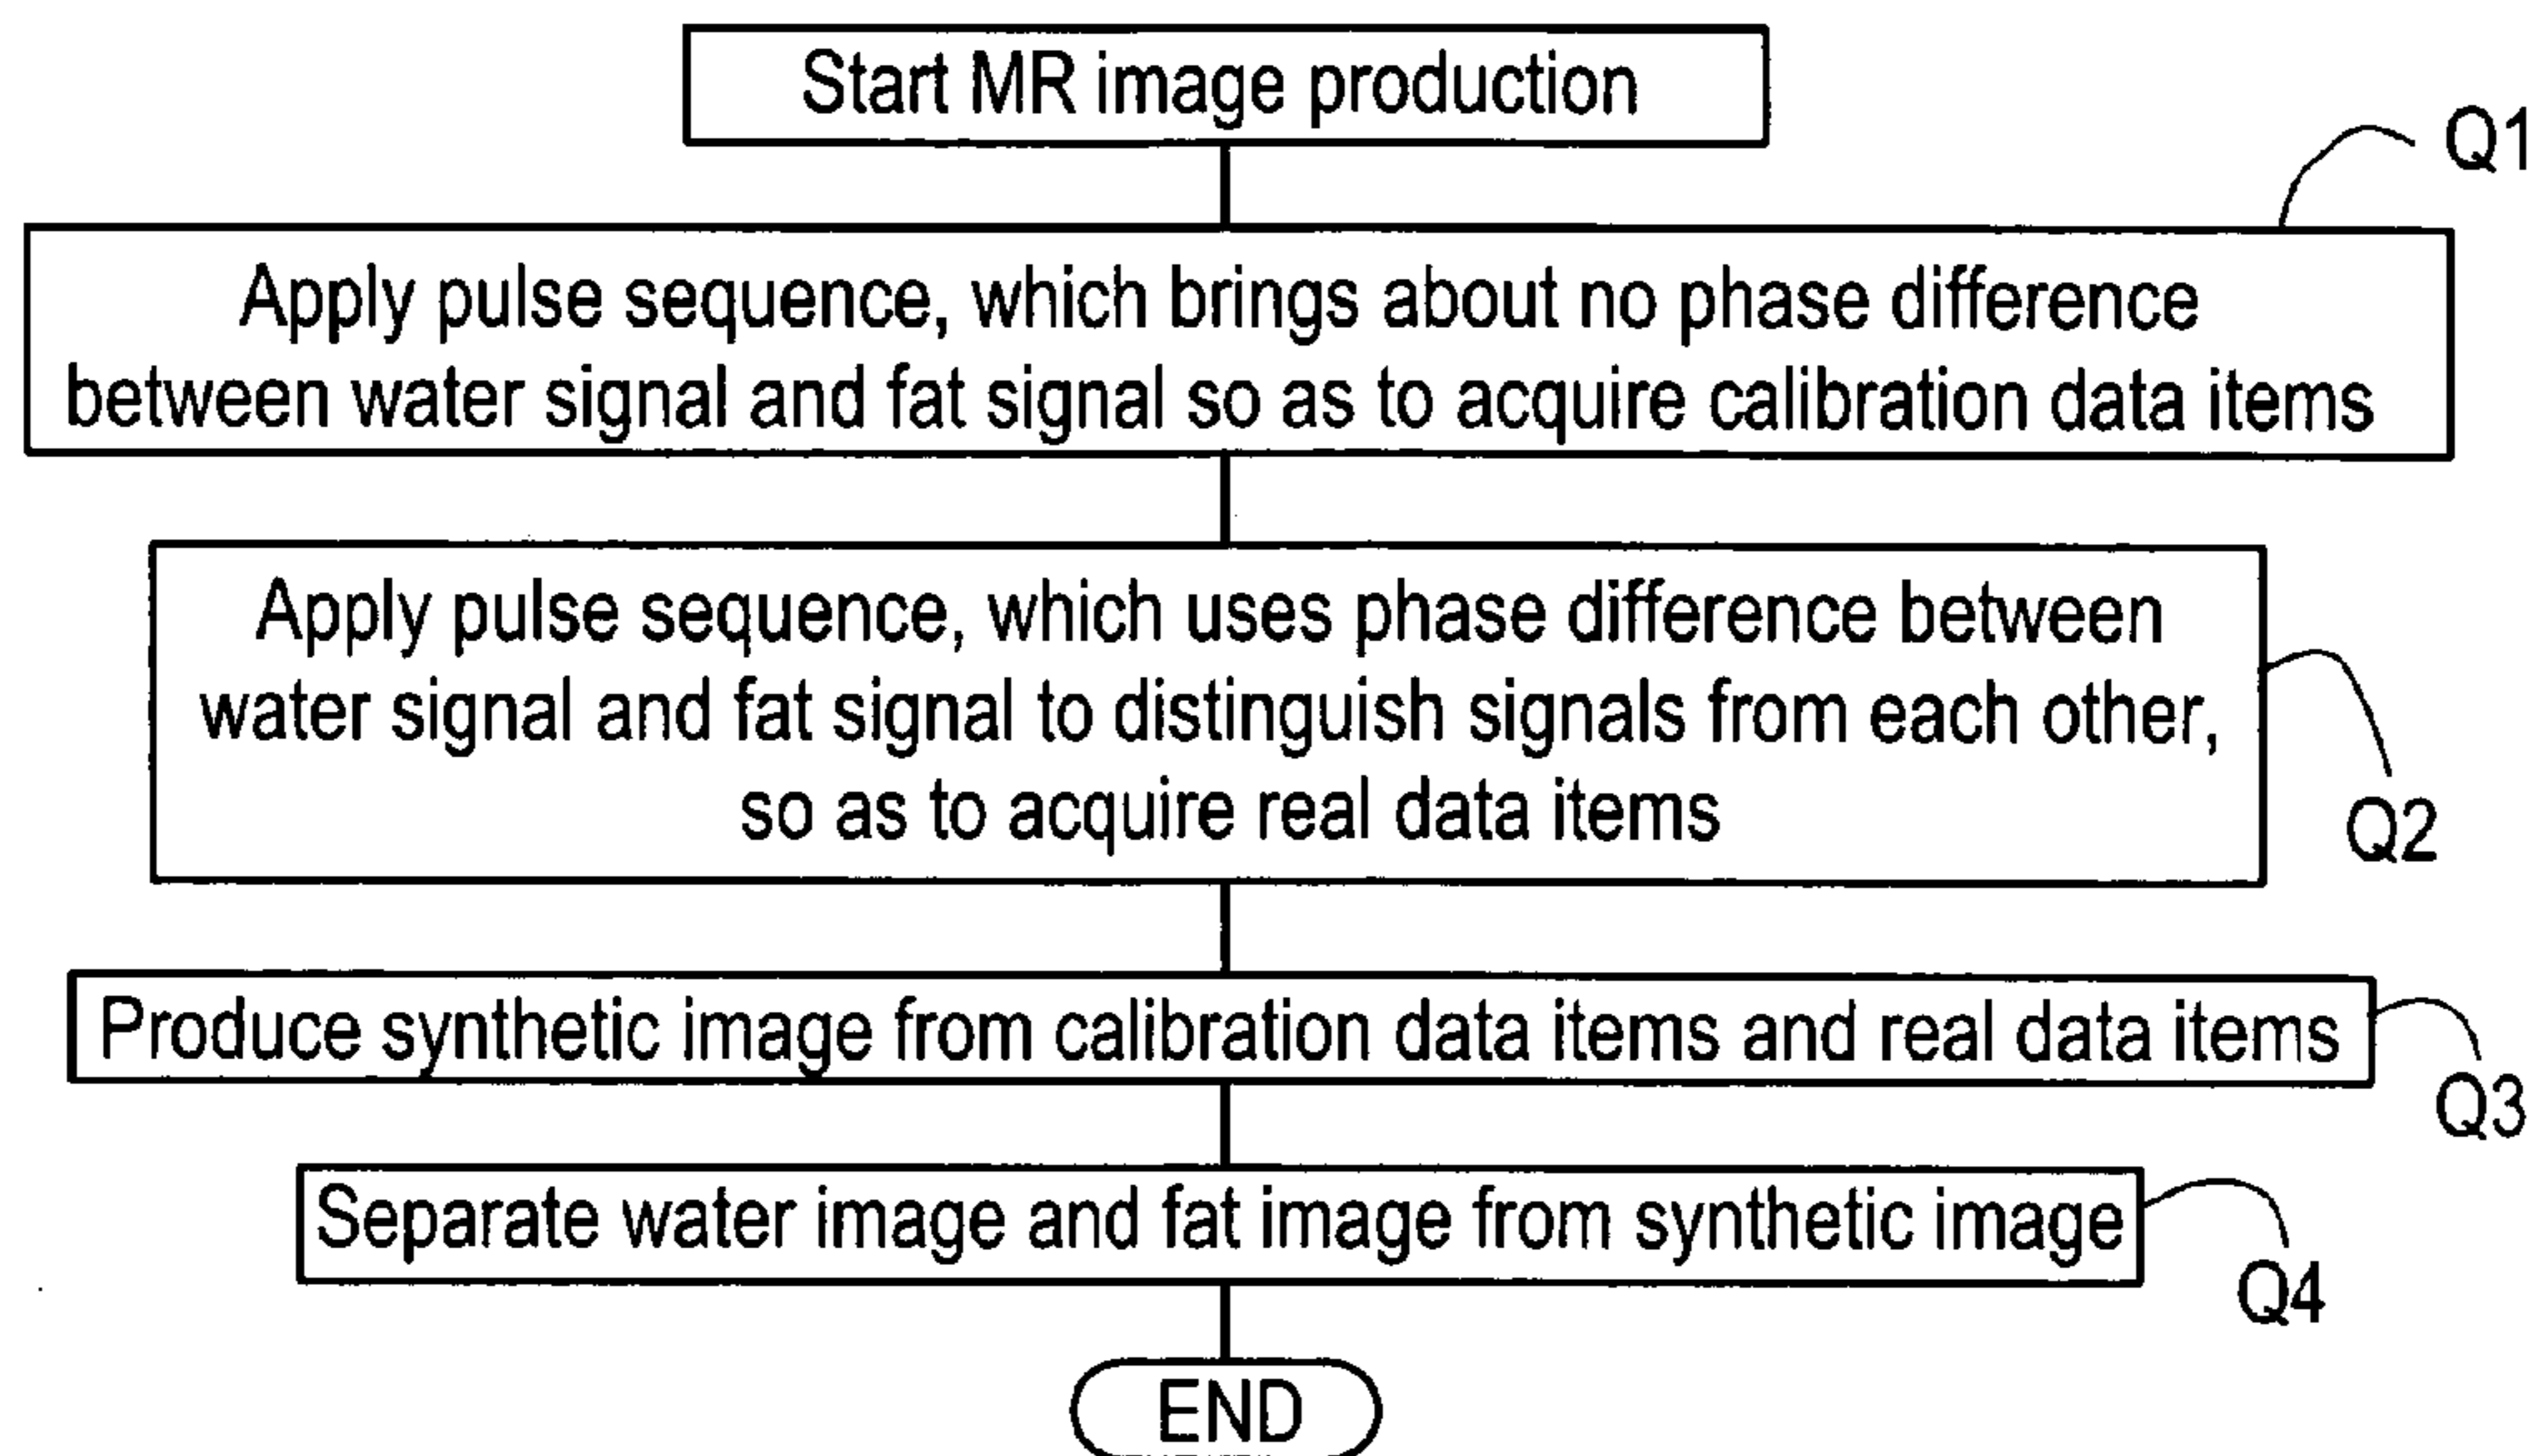 Start MR image production
Q1
Apply pulse sequence, which brings about no phase difference
between water signal and fat signal so as to acquire calibration data items
Apply pulse sequence, which uses phase difference between
water signal and fat signal to distinguish signals from each other,
so as to acquire real data items
Q2
Produce synthetic image from calibration data items and real data items
Q3
Separate water image and fat image from synthetic image
Q4
END